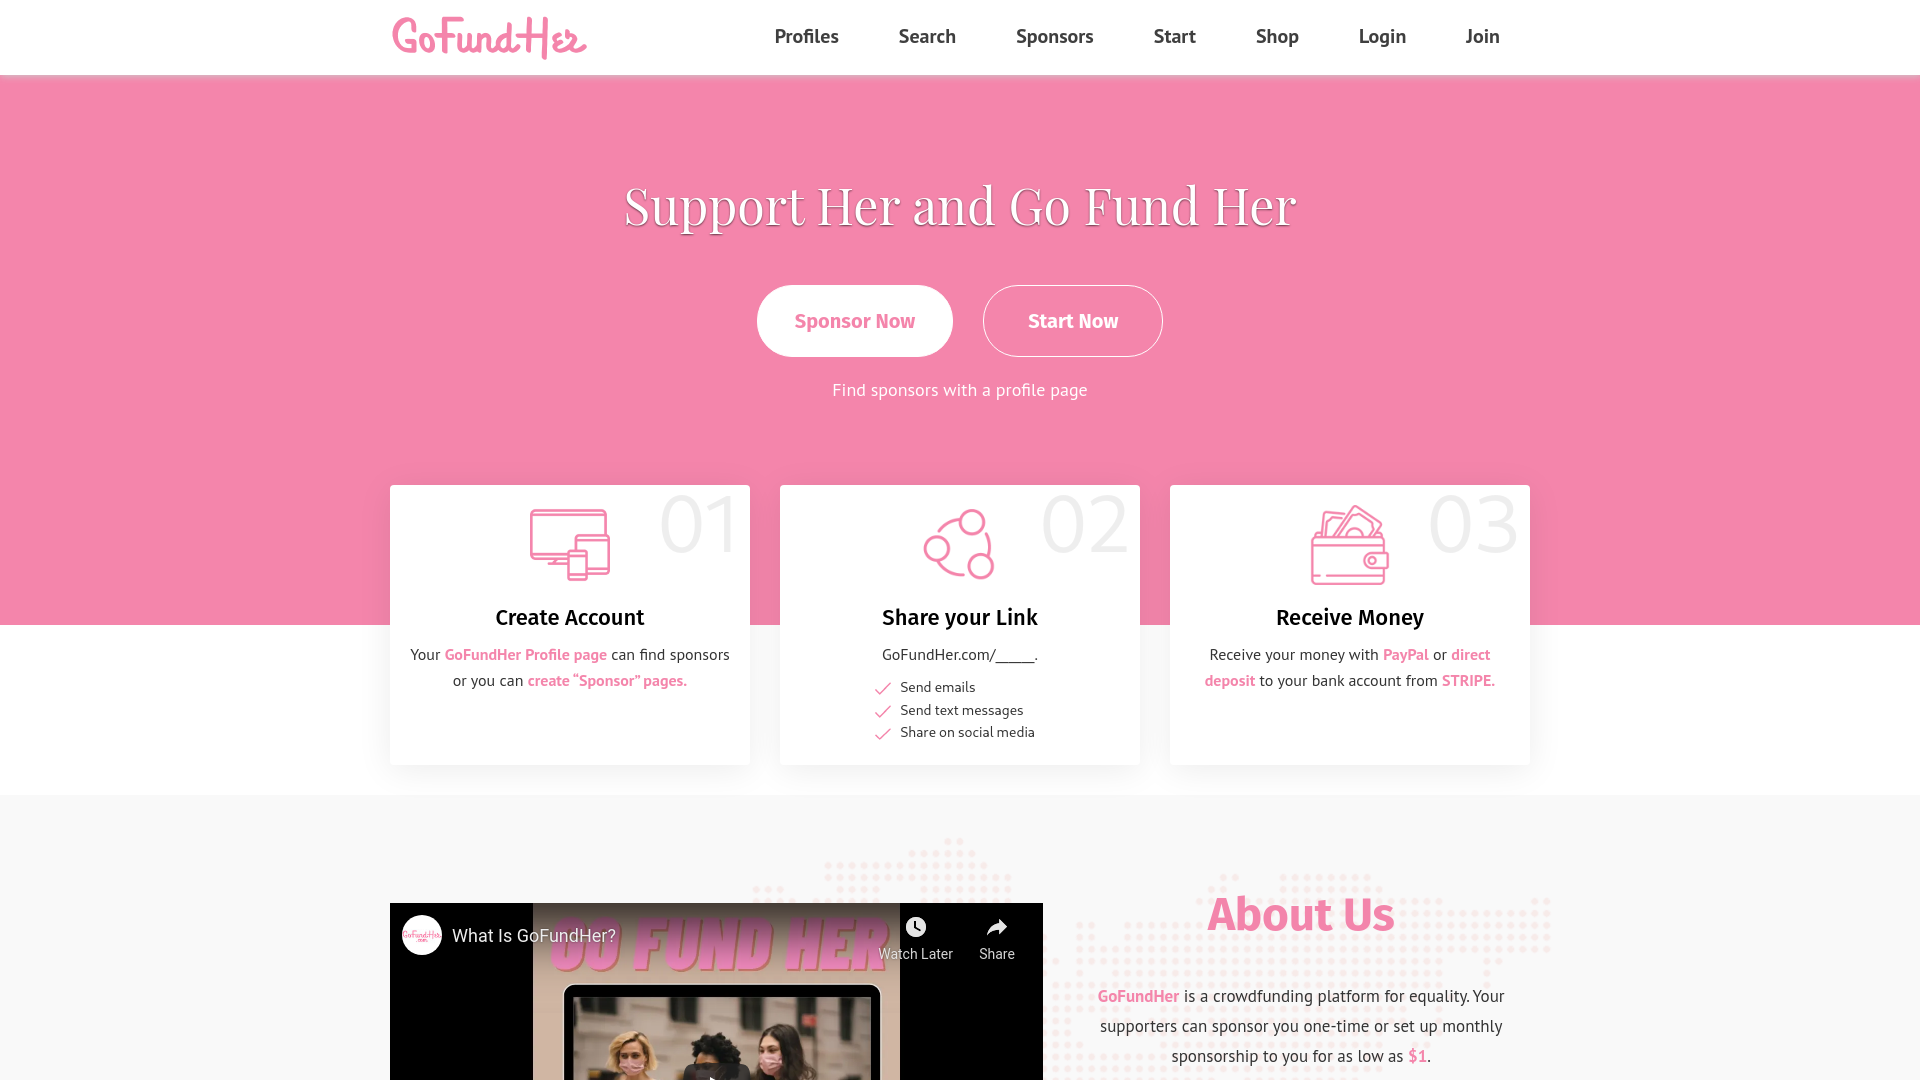 GoFundHer
Profiles
Search
Sponsors
Start
Shop
Login
Join
Support Her and Go Fund Her
Sponsor Now
Start Now
Find sponsors with a profile page
01
Create Account
Your GoFundHer Profile page can find sponsors
or you can create “Sponsor” pages.
02
Share your Link
GoFundHer.com/______.
Send emails
Send text messages
Share on social media
03
Receive Money
Receive your money with PayPal or direct
deposit to your bank account from STRIPE.
GoFundHer
.com
What Is GoFundHer?
GO FUND HER
Watch Later
Share
About Us
GoFundHer is a crowdfunding platform for equality. Your
supporters can sponsor you one-time or set up monthly
sponsorship to you for as low as $1.